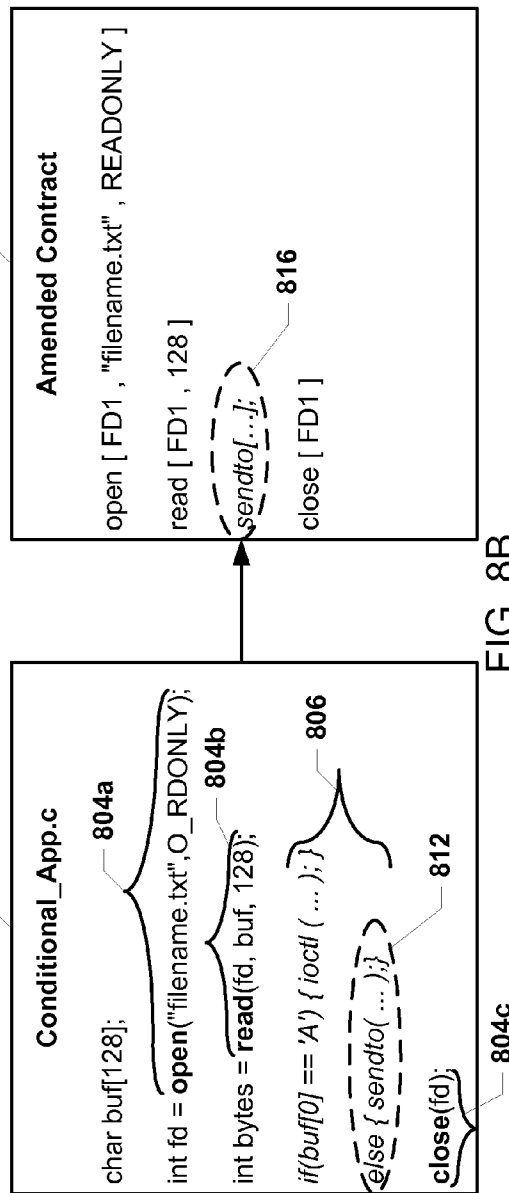 Conditional_App.c
804a
char buf[128];
int fd = open("filename.txt",O_RDONLY);
804b
int bytes = read(fd, buf, 128);
806
if(buf[0] == 'A') { ioctl ( ... ); }
812
else { sendto( ... );}
close(fd);
804c
Amended Contract
open [ FD1 , "filename.txt" , READONLY ]
read [ FD1 , 128 ]
sendto[...];
816
close [ FD1 ]
FIG. 8B